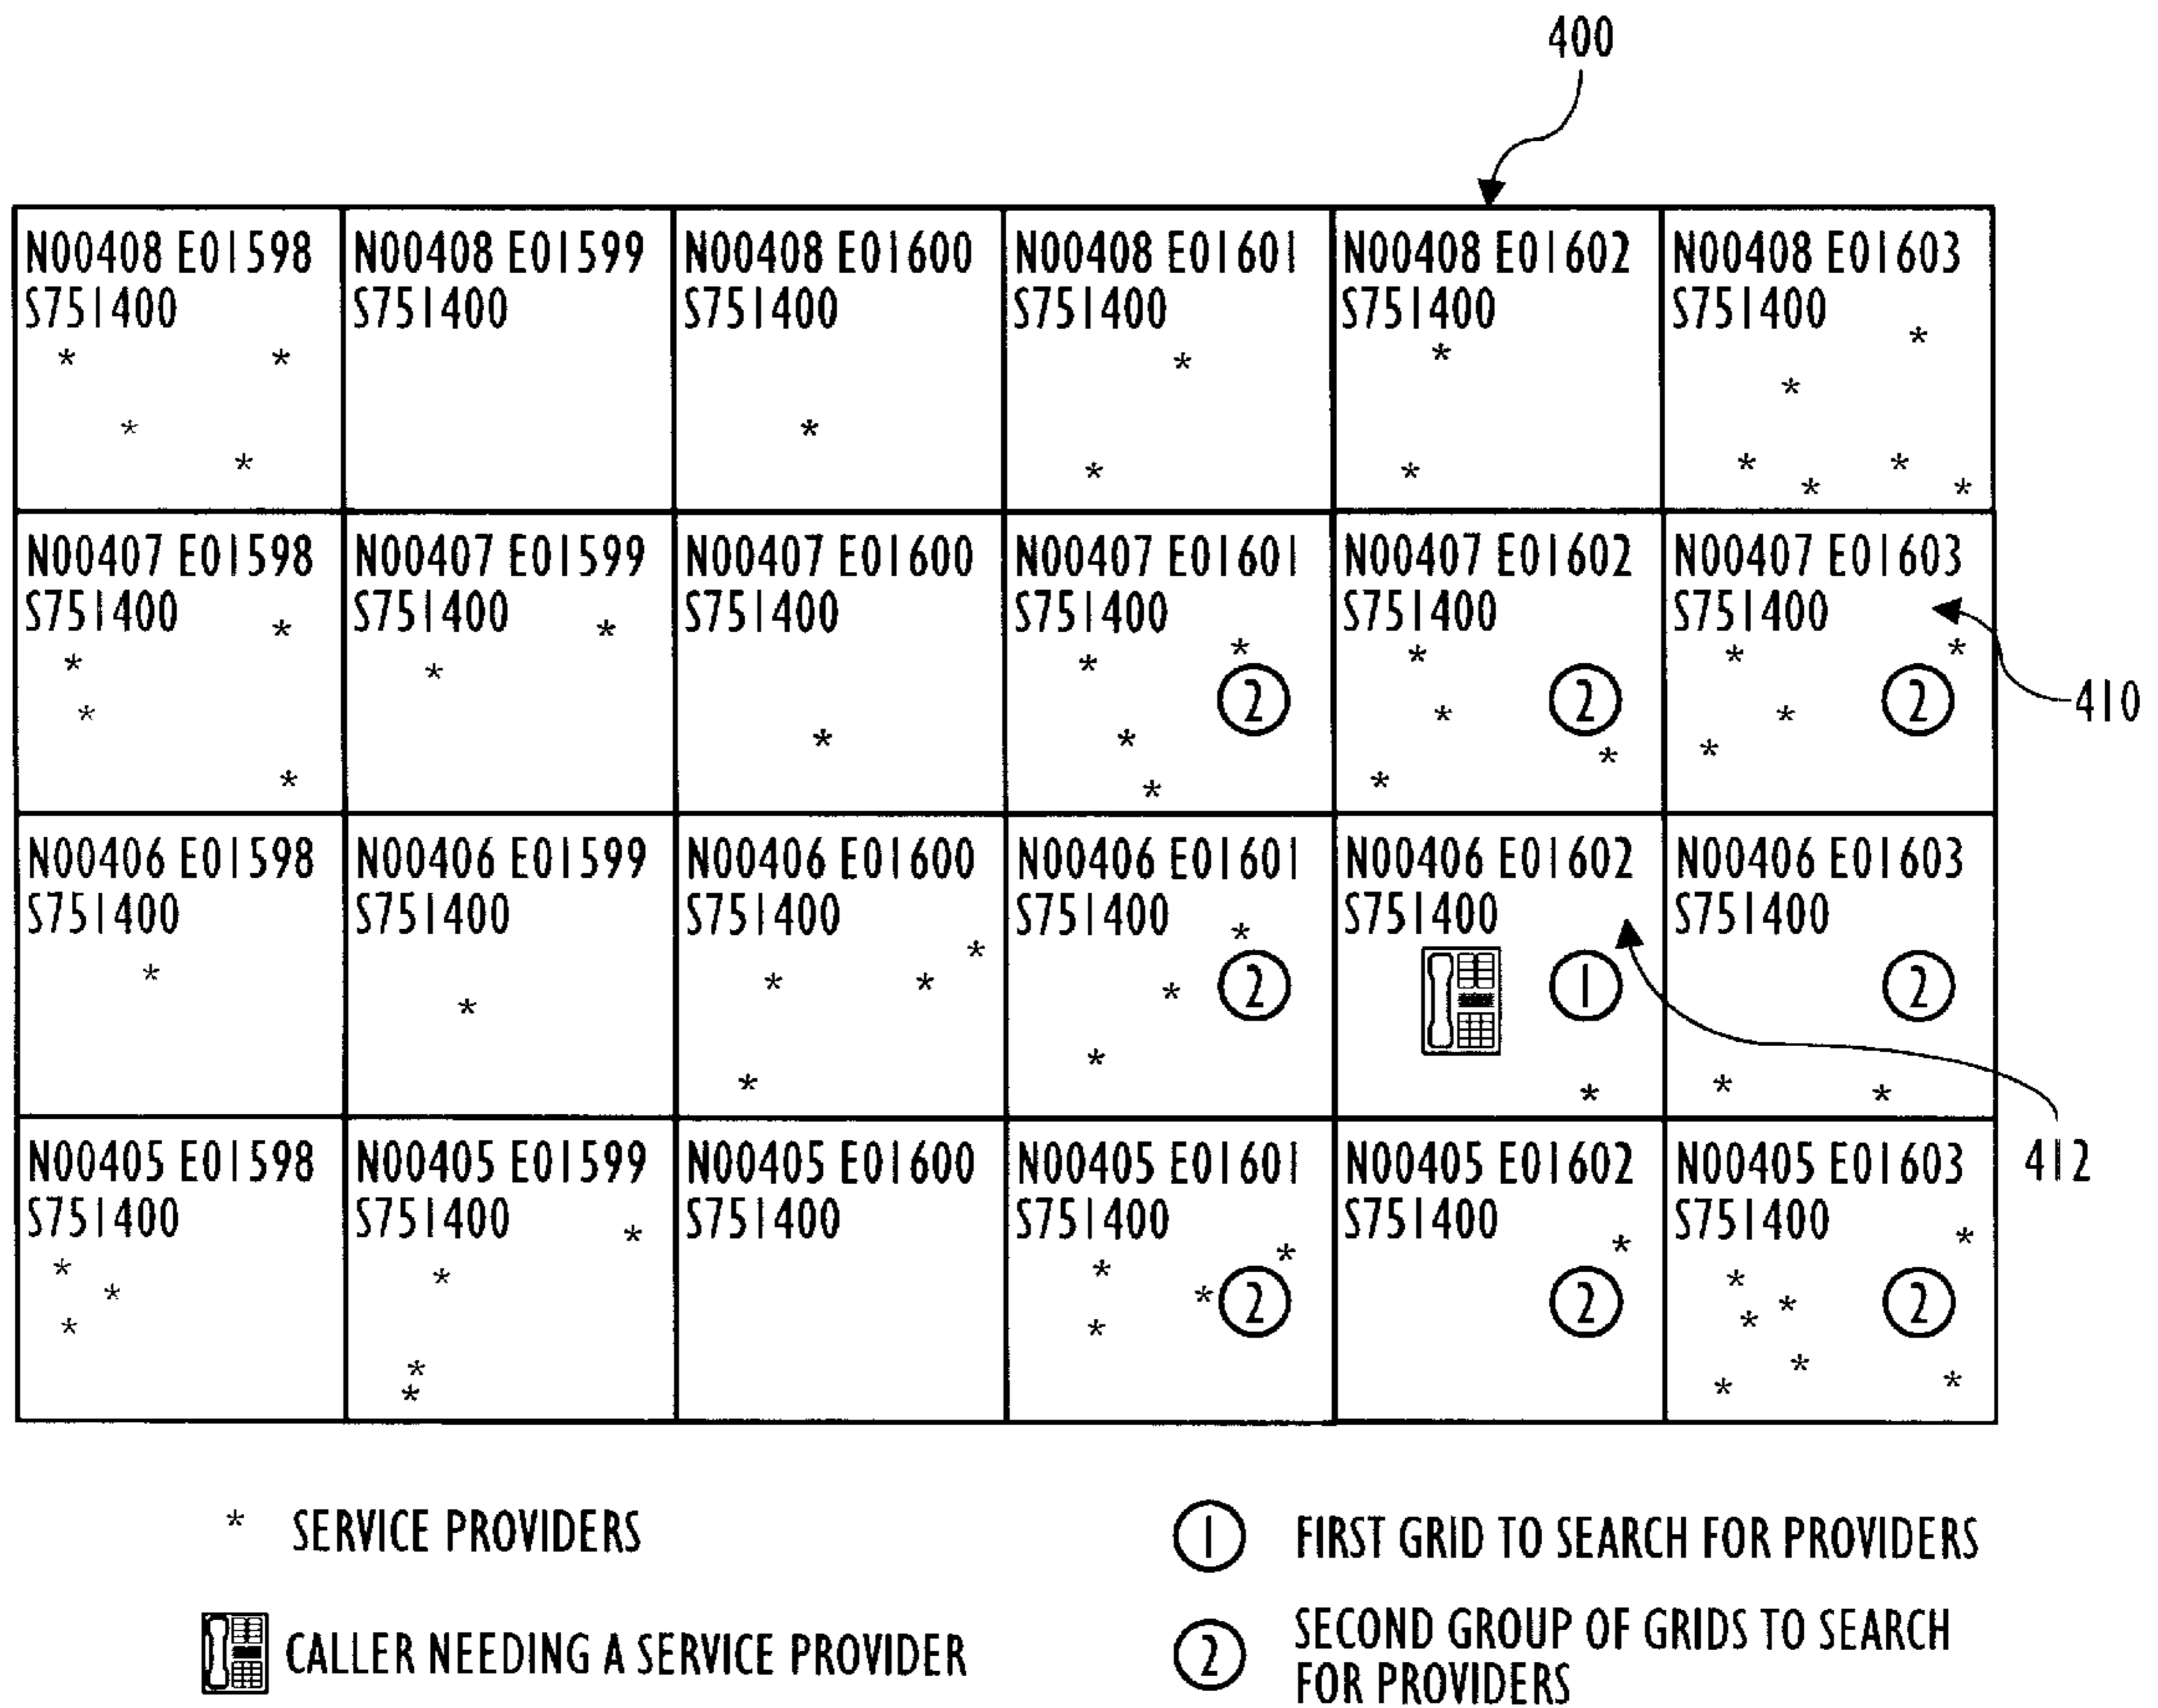 400
N00408 E01598 N00408 E01599 N00408 E01600 N00408 E01601 N00408 E01602 N00408 E01603
S751400 S751400 S751400 S751400 S751400 S751400
* *
*
* *
* *
*
* *
*
*
* * * *
N00407 E01598 N00407 E01599 N00407 E01600 N00407 E01601 N00407 E01602 N00407 E01603
S751400 S751400 S751400 S751400 S751400 S751400
2 2 2 410
N00406 E01598 N00406 E01599 N00406 E01600 N00406 E01601 N00406 E01602 N00406 E01603
S751400 S751400 S751400 S751400 S751400 S751400
2 1 2
N00405 E01598 N00405 E01599 N00405 E01600 N00405 E01601 N00405 E01602 N00405 E01603 412
S751400 S751400 S751400 S751400 S751400 S751400
2 2 2
* SERVICE PROVIDERS
1 FIRST GRID TO SEARCH FOR PROVIDERS
CALLER NEEDING A SERVICE PROVIDER
2 SECOND GROUP OF GRIDS TO SEARCH
FOR PROVIDERS